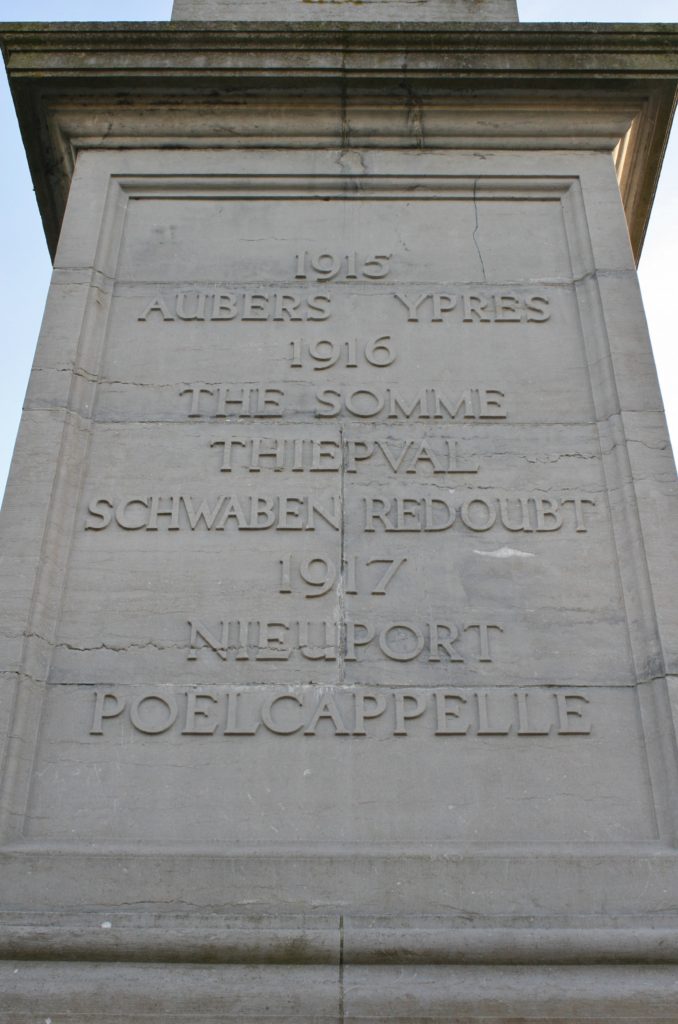 1915
AUBERS YPRES
1916
THE SOMME
THIEPVAL
SCHWABEN REDOUBT
1917
NIEUPORT
POELCAPPELLE